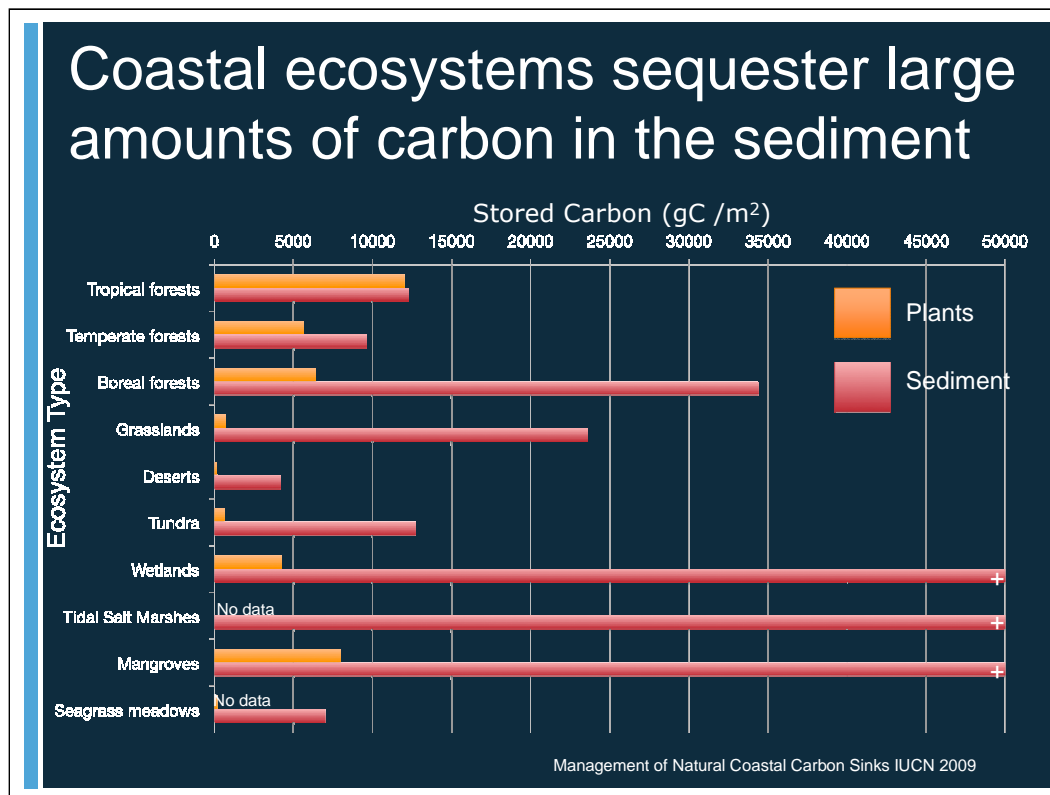 Coastal ecosystems sequester large
amounts of carbon in the sediment
Stored Carbon (gC /m²)
0 5000 10000 15000 20000 25000 30000 35000 40000 45000 50000
Ecosystem Type
Tropical forests
Temperate forests
Boreal forests
Grasslands
Deserts
Tundra
Wetlands
+
Tidal Salt Marshes
No data
+
Mangroves
+
Seagrass meadows
No data
Plants
Sediment
Management of Natural Coastal Carbon Sinks IUCN 2009